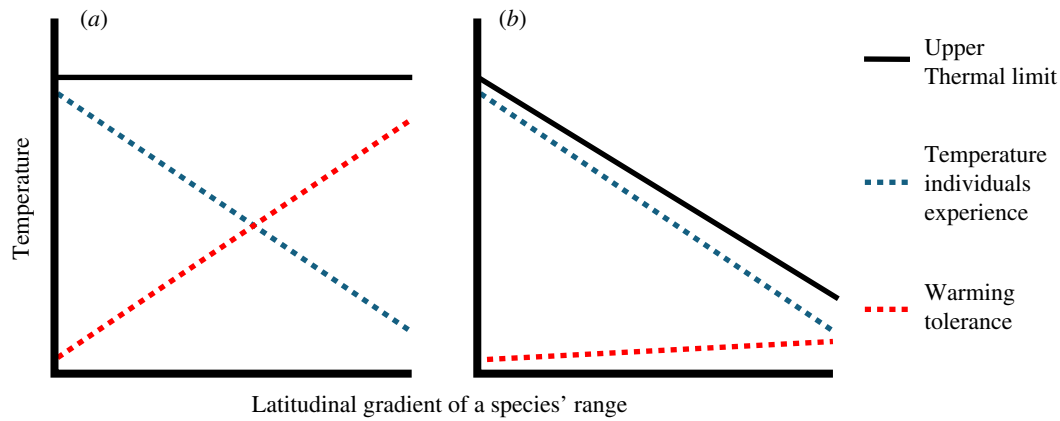 (a)
(b)
Upper
Thermal limit
Temperature
individuals
experience
Warming
tolerance
Temperature
Latitudinal gradient of a species’ range